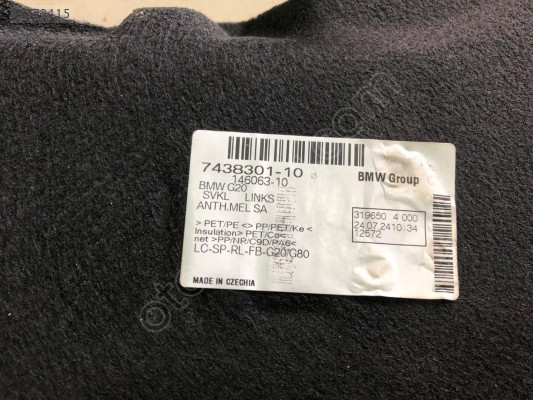 7438301-10
146063-10
BMW Group
BMW G20
SVKL LINKS
ANTH.MEL SA
319650 4 000
24.07.24 10:34
12572
> PET/PE <> PP/PET/Ke <
Insulation> PET/Co<
net >PP/NR/C9D/PA6<
LC-SP-RL-FB-G20/G80
MADE IN CZECHIA